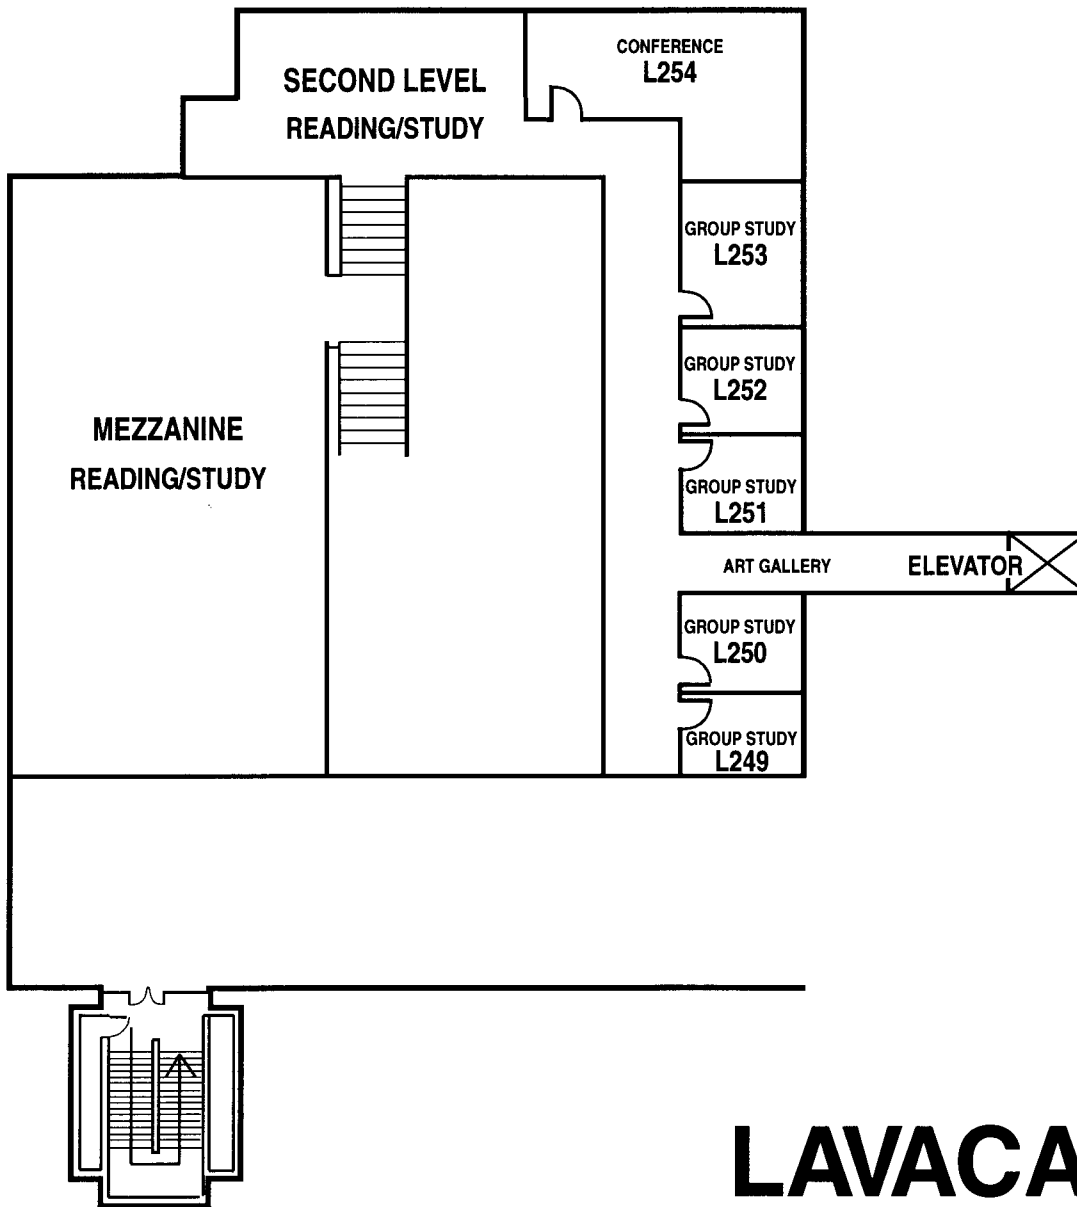 CONFERENCE
L254
SECOND LEVEL
READING/STUDY
GROUP STUDY
L253
GROUP STUDY
L252
MEZZANINE
READING/STUDY
GROUP STUDY
L251
ART GALLERY
ELEVATOR
GROUP STUDY
L250
GROUP STUDY
L249
LAVACA